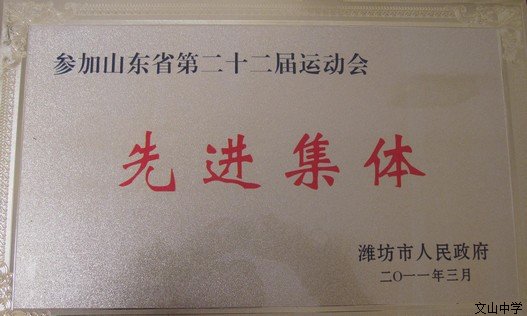 参加山东省第二十二届运动会
先进集体
潍坊市人民政府
二〇一一年三月
文山中学